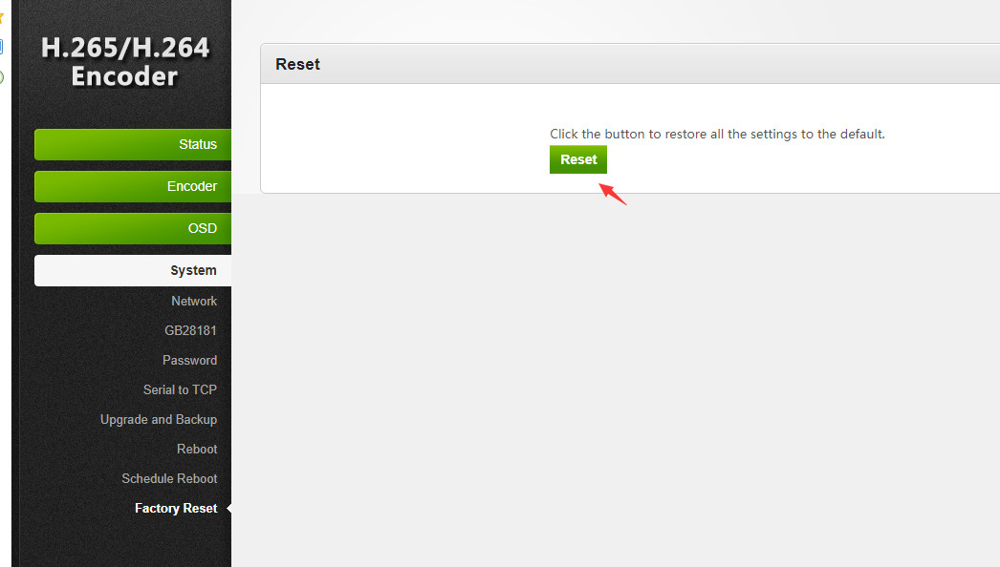 H.265/H.264
Encoder
Status
Encoder
OSD
System
Network
GB28181
Password
Serial to TCP
Upgrade and Backup
Reboot
Schedule Reboot
Factory Reset
Reset
Click the button to restore all the settings to the default.
Reset